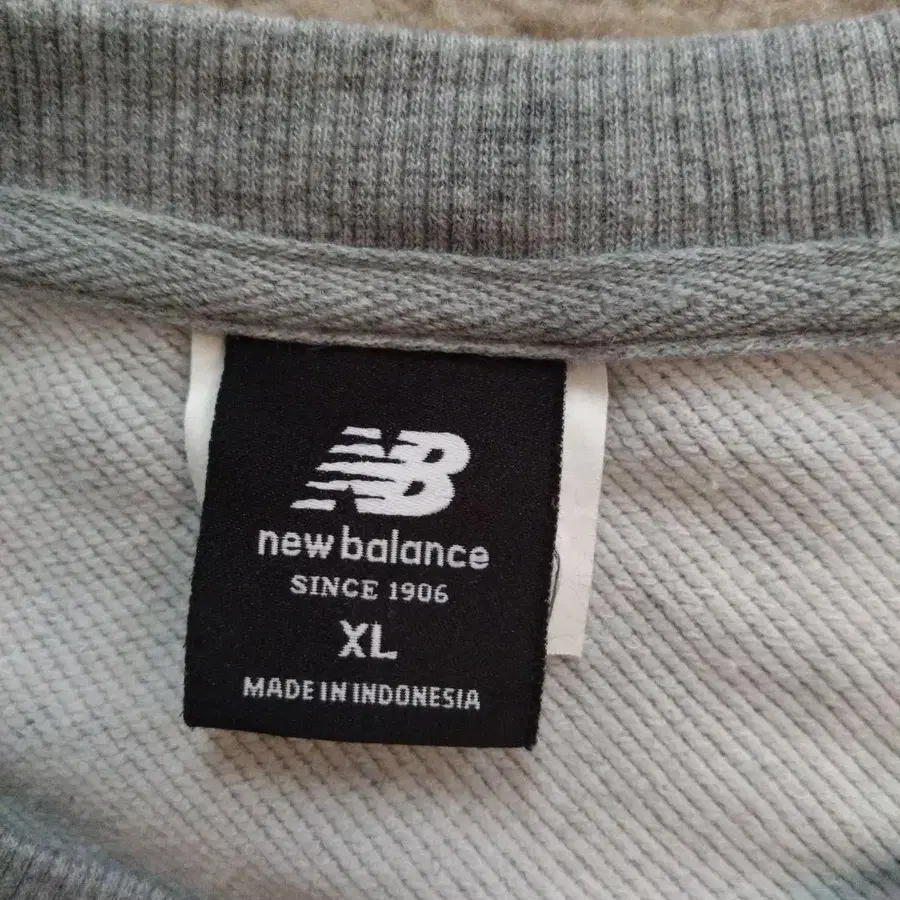 NB
new balance
SINCE 1906
XL
MADE IN INDONESIA